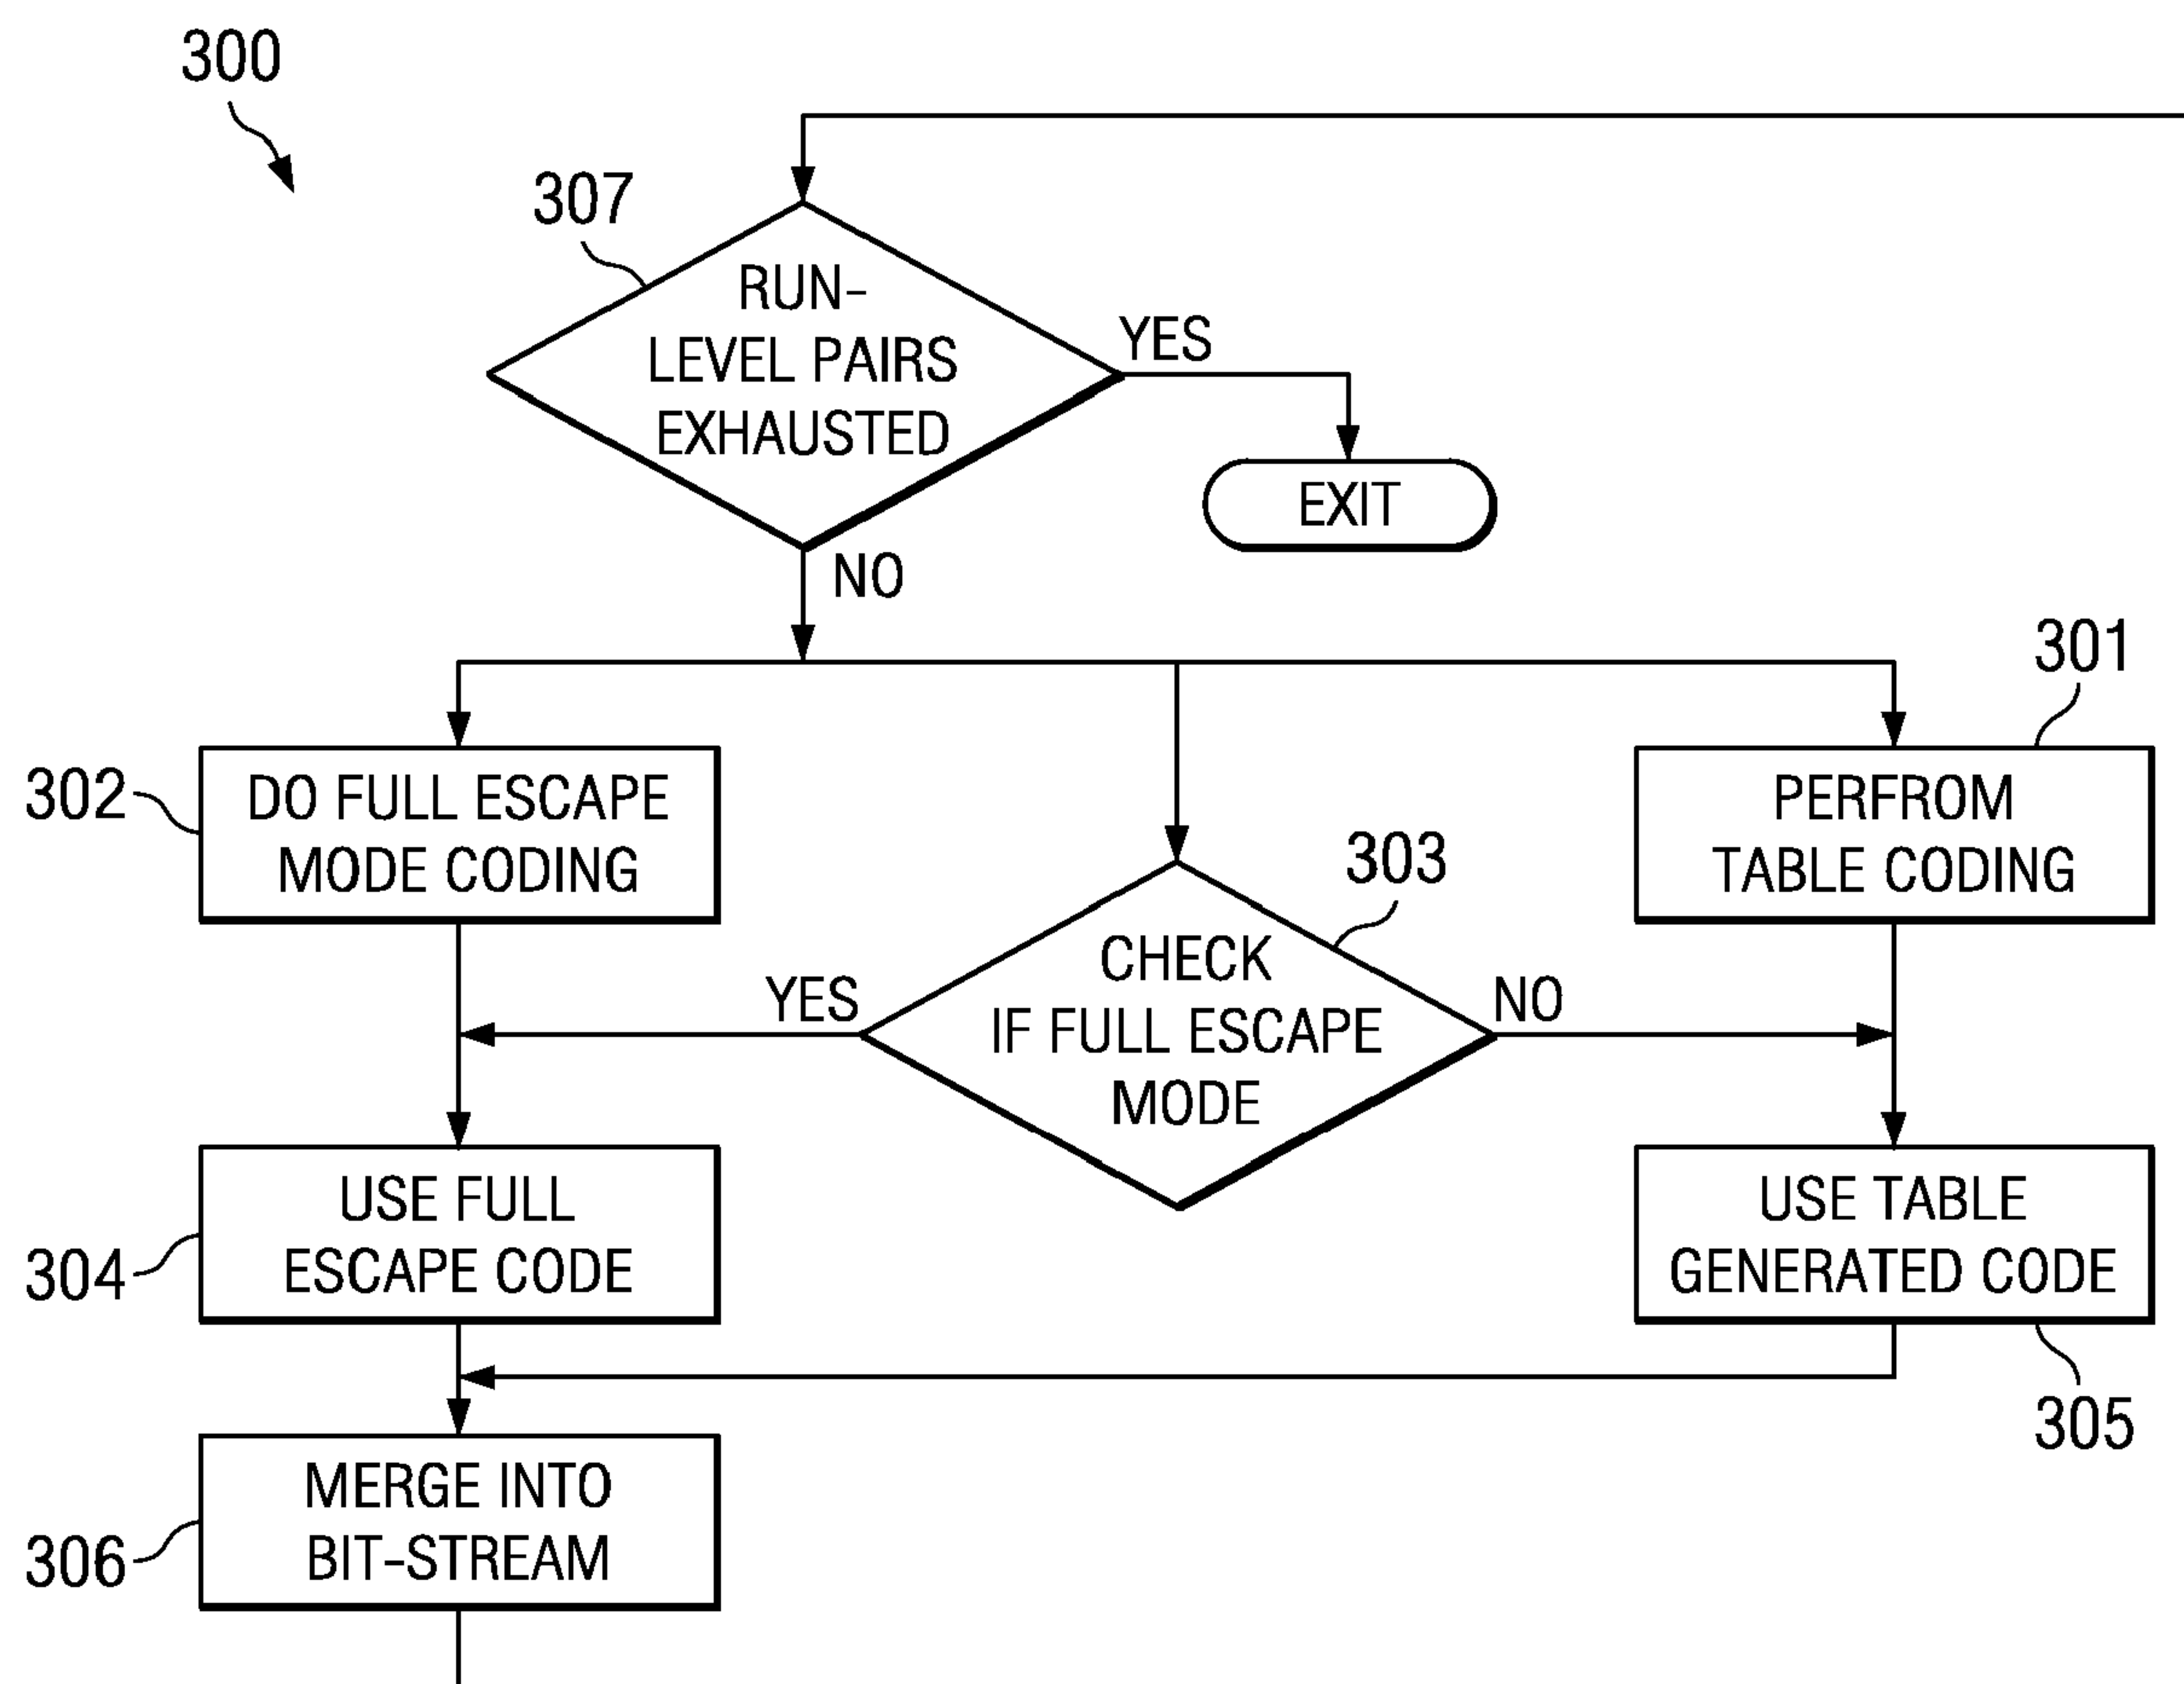 300
307
RUN-
LEVEL PAIRS
EXHAUSTED
YES
EXIT
NO
301
302
DO FULL ESCAPE
MODE CODING
PERFROM
TABLE CODING
303
CHECK
IF FULL ESCAPE
MODE
YES
NO
304
USE FULL
ESCAPE CODE
USE TABLE
GENERATED CODE
305
306
MERGE INTO
BIT-STREAM